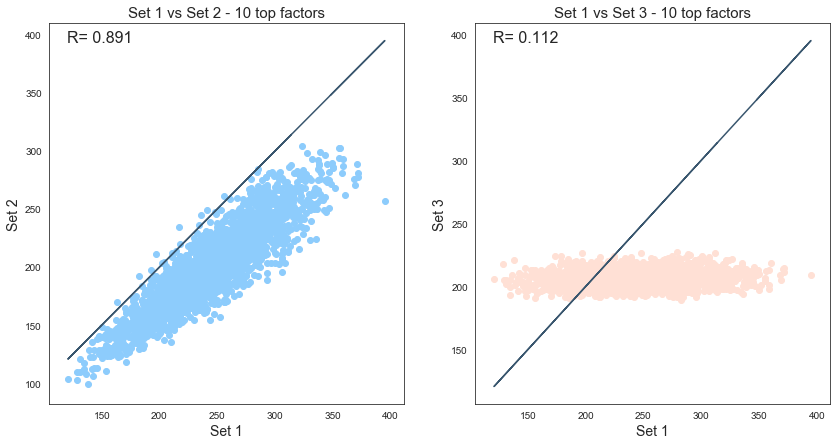 Set 1 vs Set 2 - 10 top factors
R= 0.891
400
350
300
250
200
150
100
Set 2
150 200 250 300 350 400
Set 1
Set 1 vs Set 3 - 10 top factors
R= 0.112
400
350
300
250
200
150
Set 3
150 200 250 300 350 400
Set 1